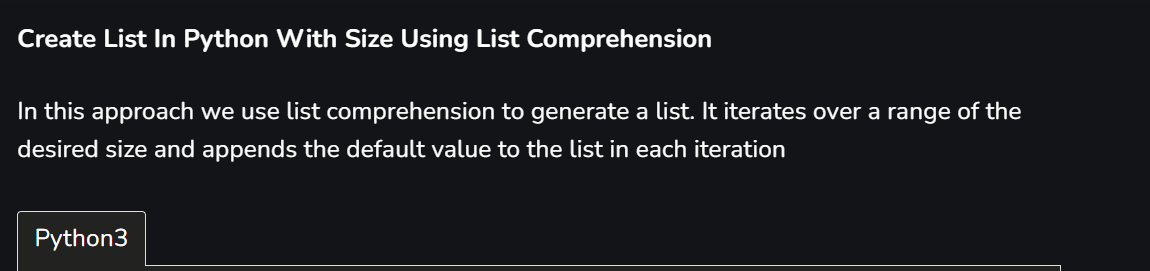 Create List In Python With Size Using List Comprehension
In this approach we use list comprehension to generate a list. It iterates over a range of the
desired size and appends the default value to the list in each iteration
Python3